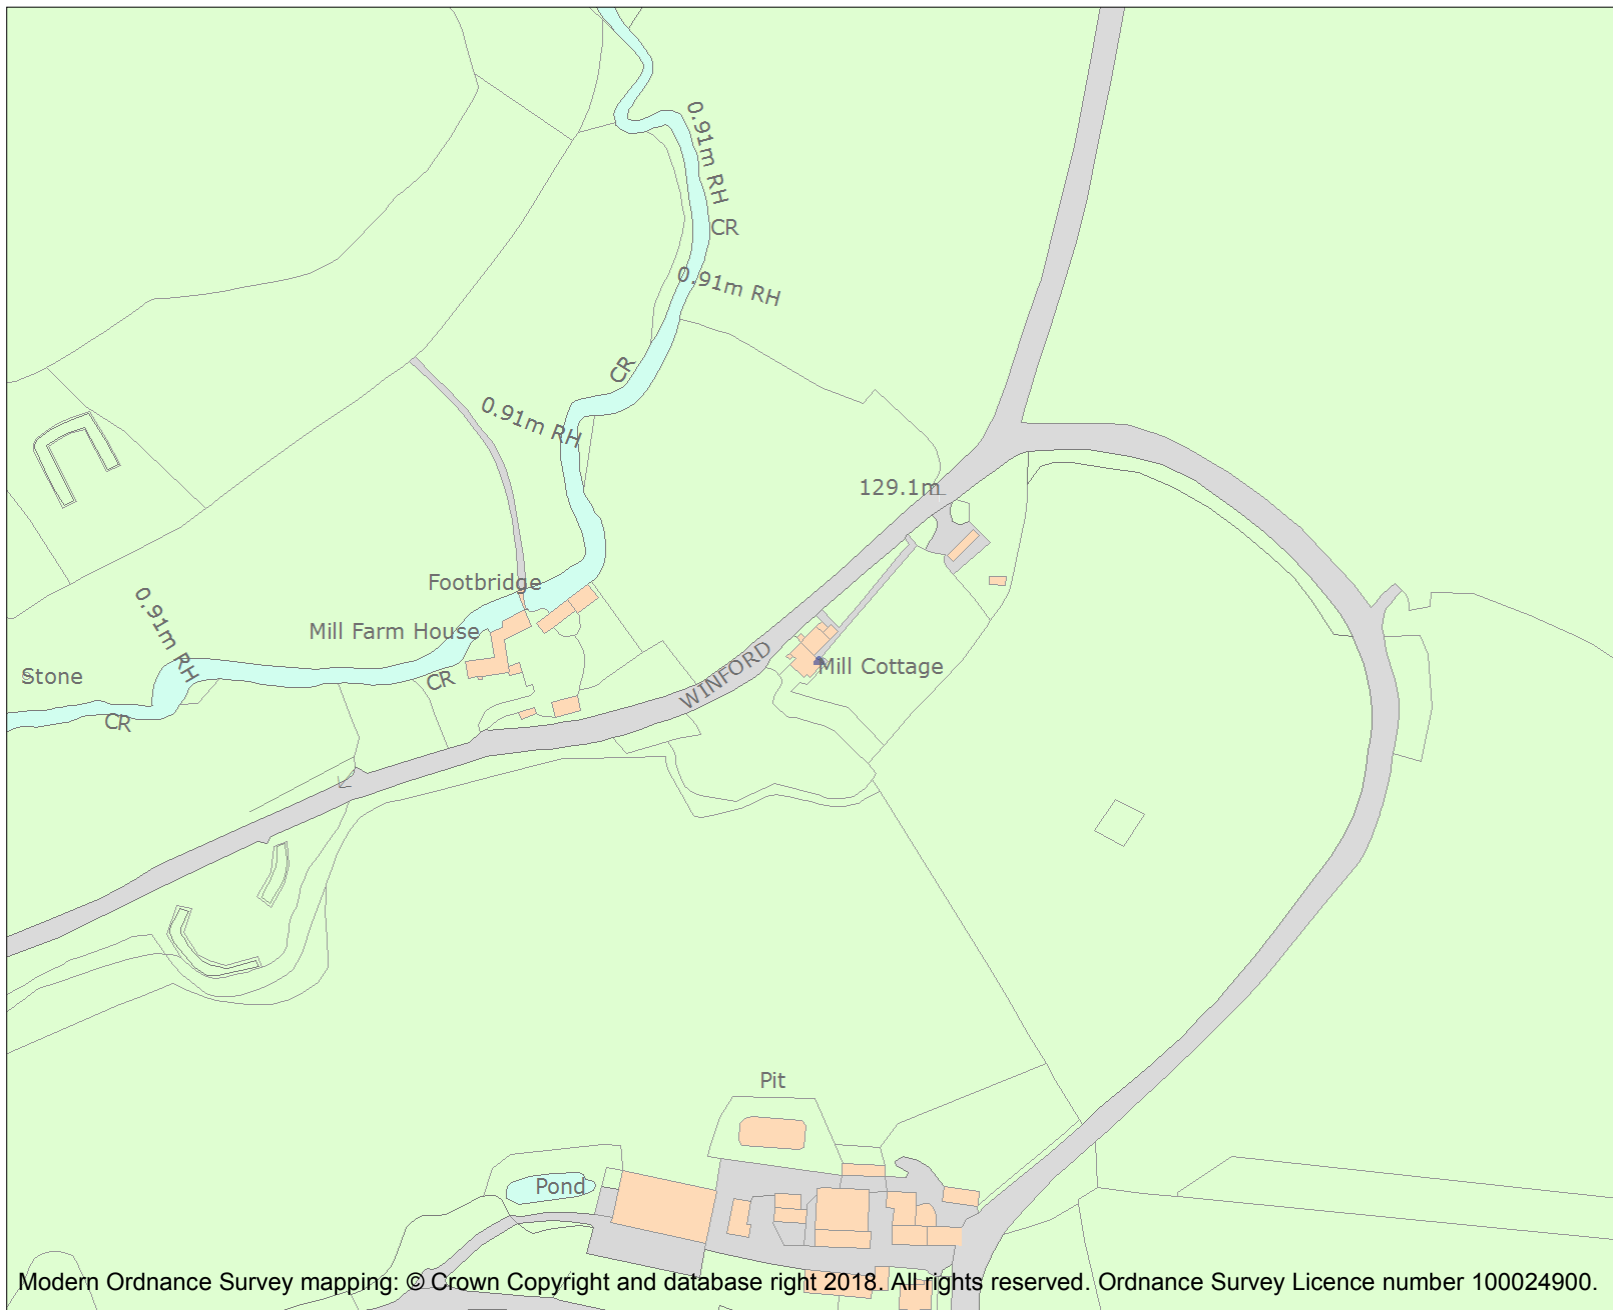 0.91m RH
CR
0.91m RH
CR
0.91m RH
129.1m
Footbridge
0.91m RH
Mill Farm House
WINFORD
Mill Cottage
Stone
CR
CR
Pit
Pond
Modern Ordnance Survey mapping: © Crown Copyright and database right 2018. All rights reserved. Ordnance Survey Licence number 100024900.